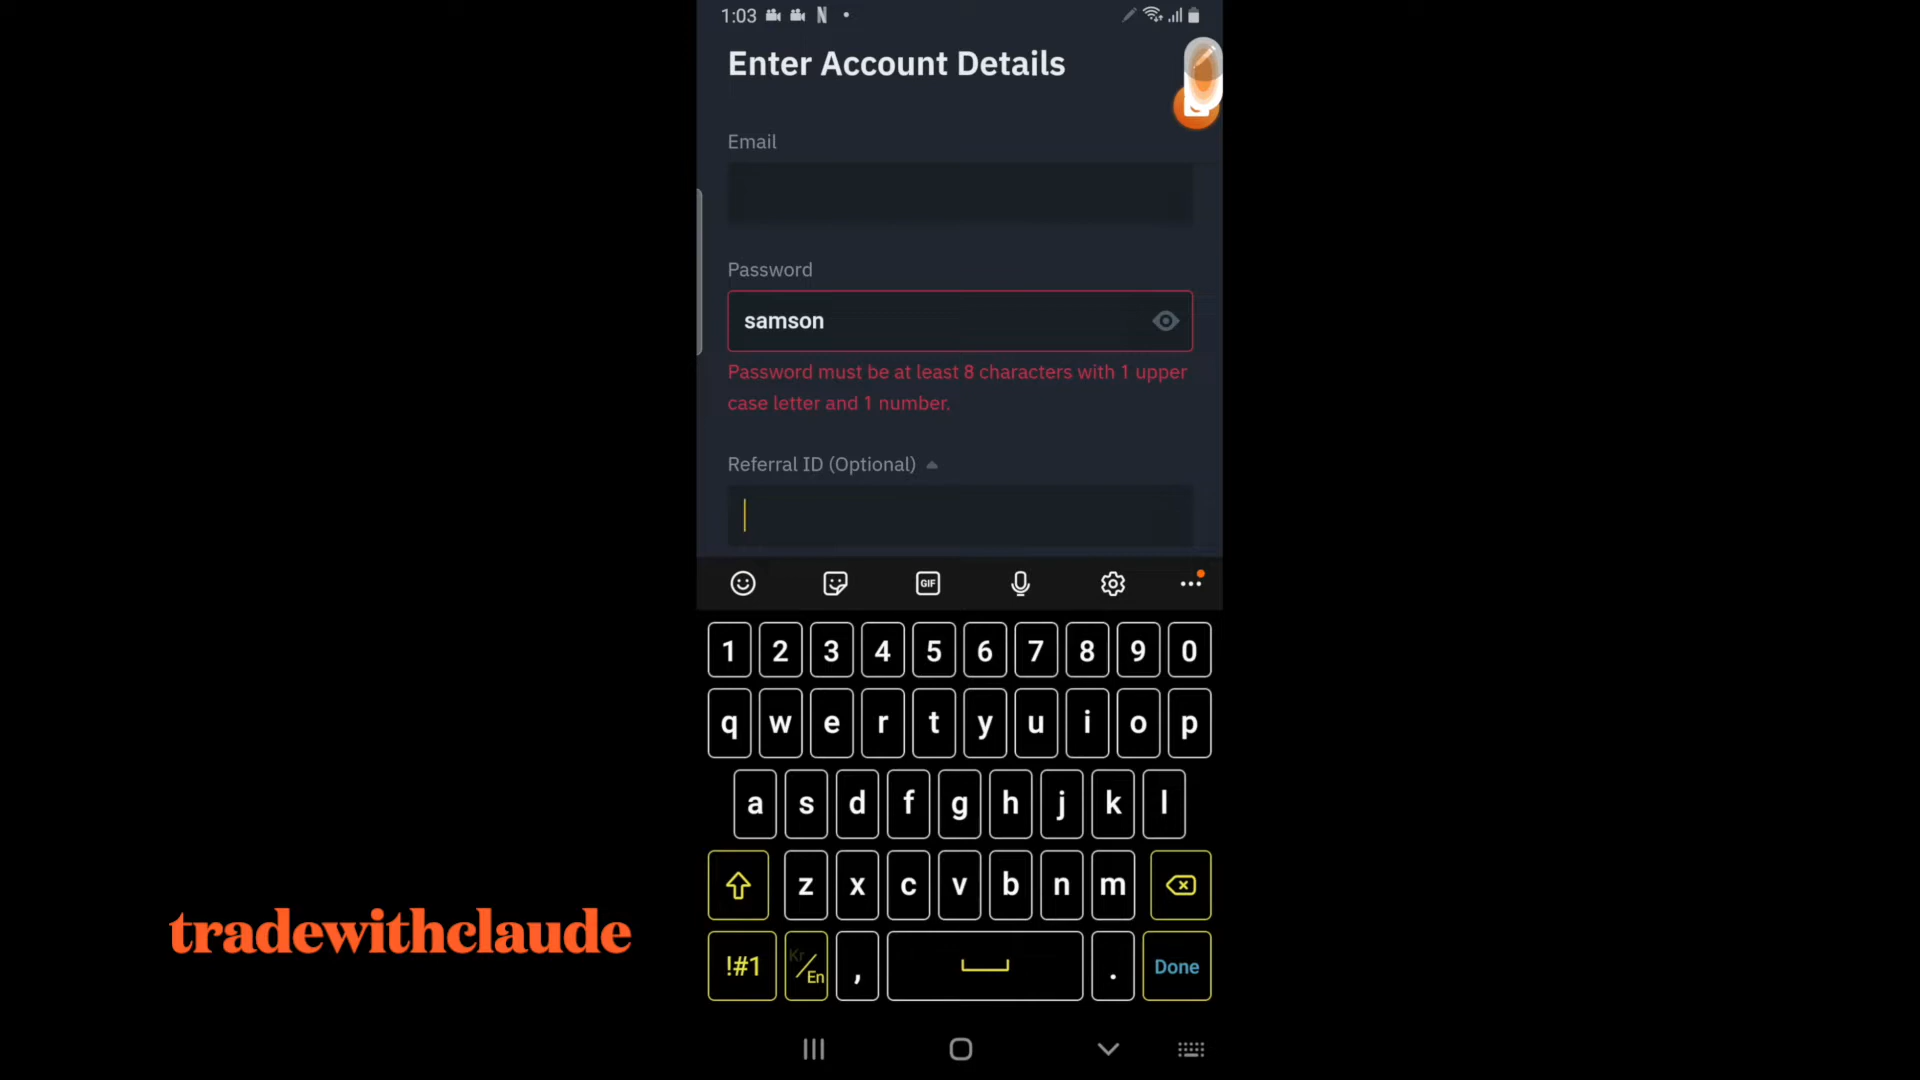 1:03
Enter Account Details
Email
Password
samson
Password must be at least 8 characters with 1 upper
case letter and 1 number.
Referral ID (Optional)
GIF
1 2 3 4 5 6 7 8 9 0
q w e r t y u i o p
a s d f g h j k l
z x c v b n m
!#1 Kr/En , . Done
tradewithclaude